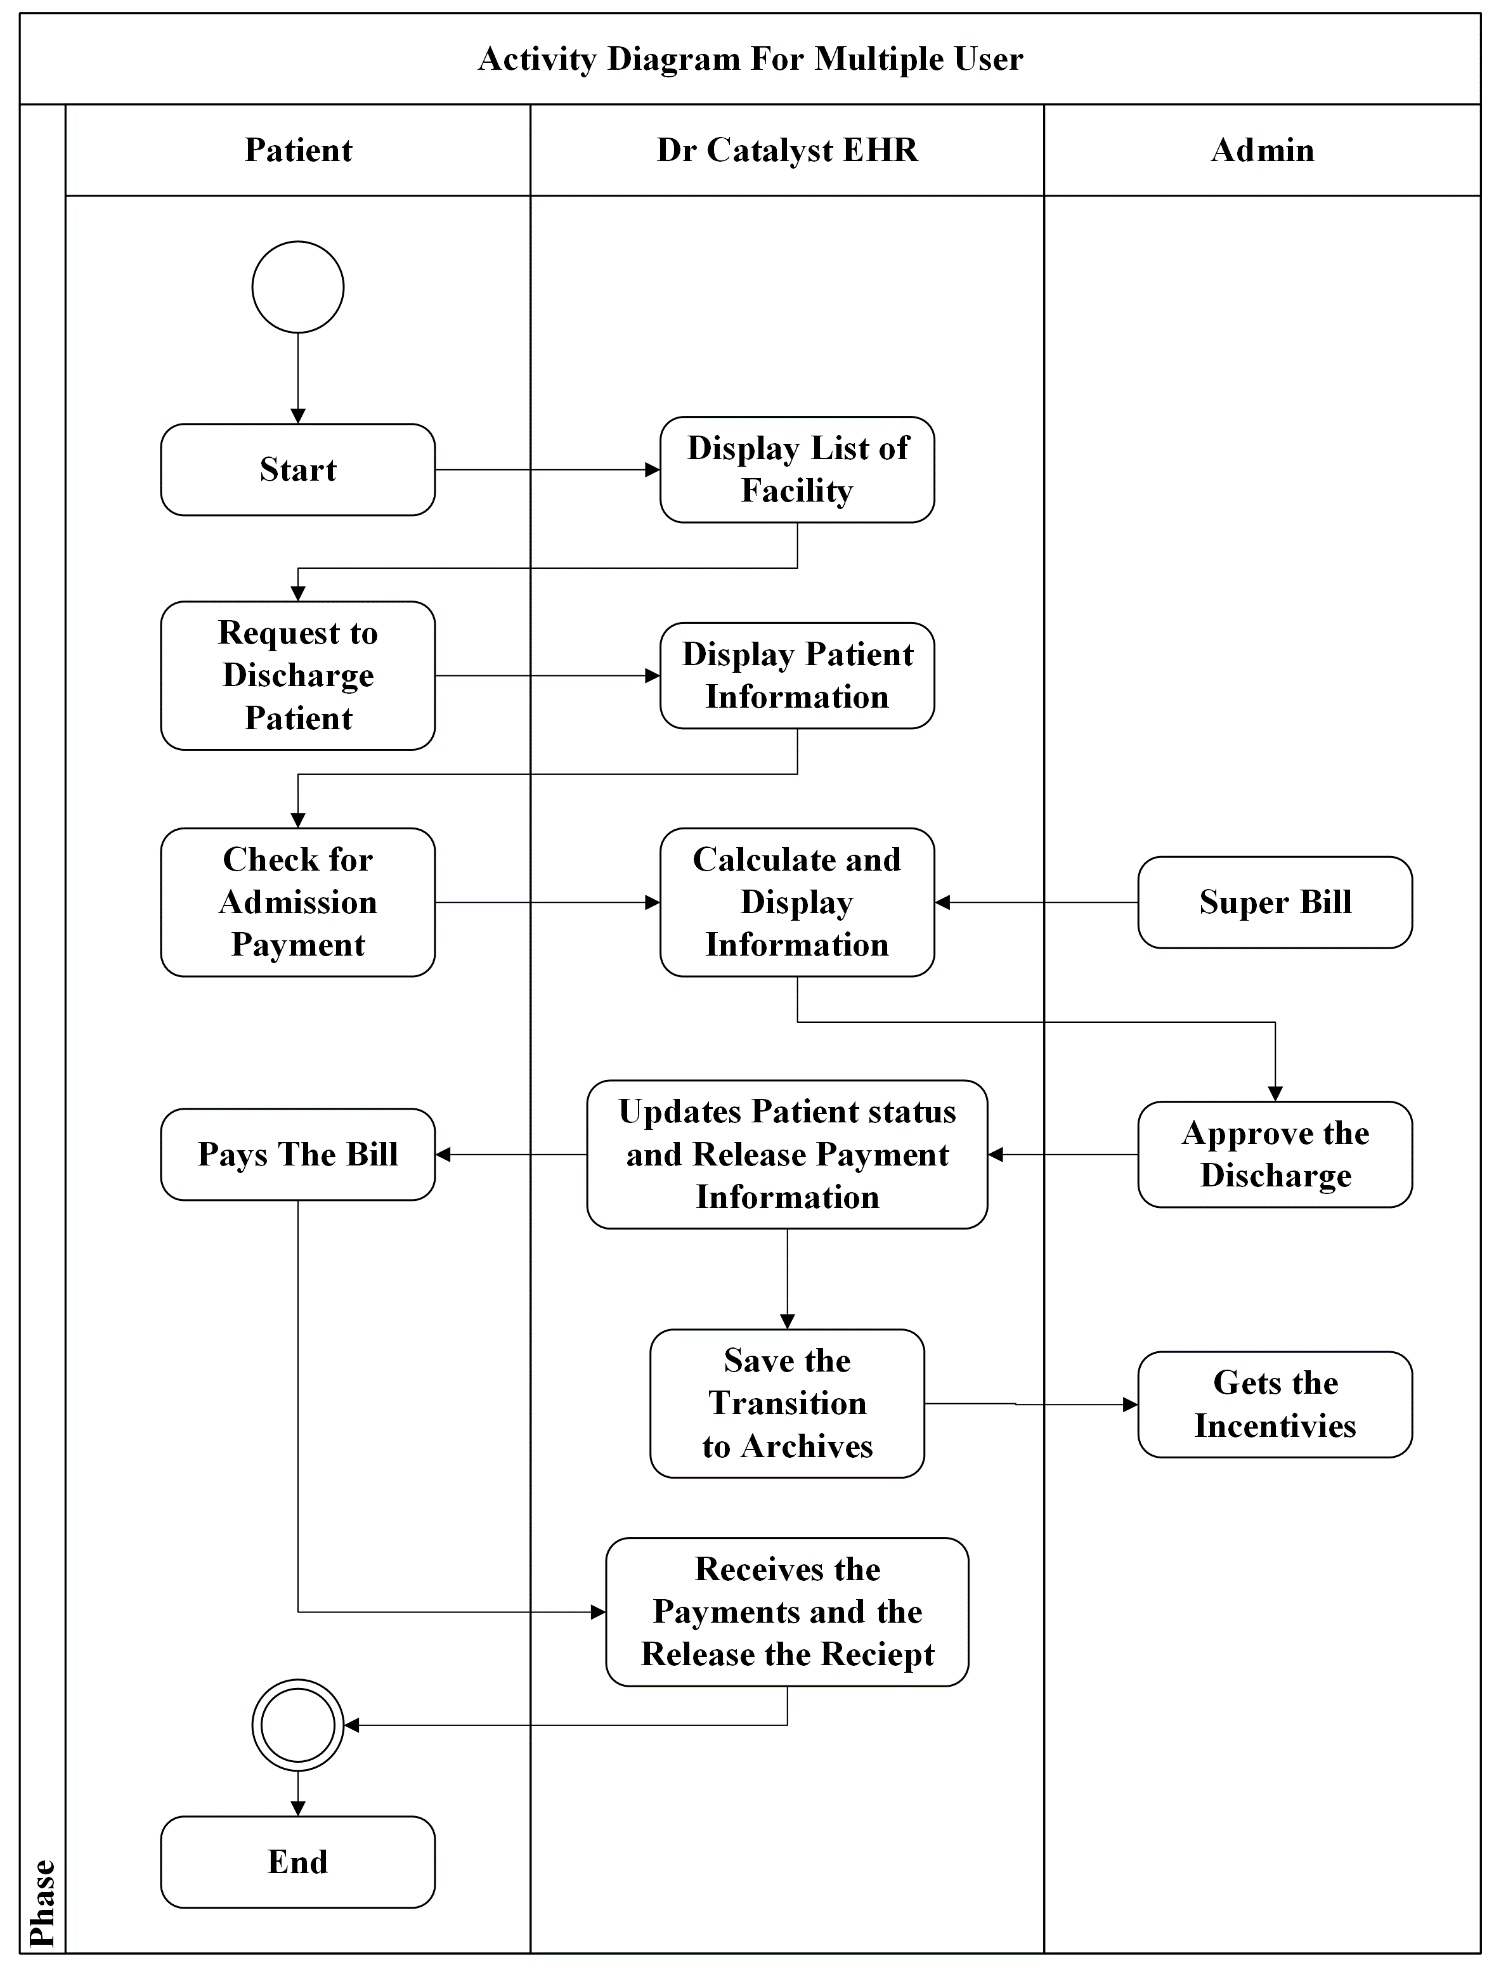 Activity Diagram For Multiple User
Patient
Dr Catalyst EHR
Admin
Start
Display List of
Facility
Request to
Discharge
Patient
Display Patient
Information
Check for
Admission
Payment
Calculate and
Display
Information
Super Bill
Pays The Bill
Updates Patient status
and Release Payment
Information
Approve the
Discharge
Save the
Transition
to Archives
Gets the
Incentivies
Receives the
Payments and the
Release the Reciept
End
Phase